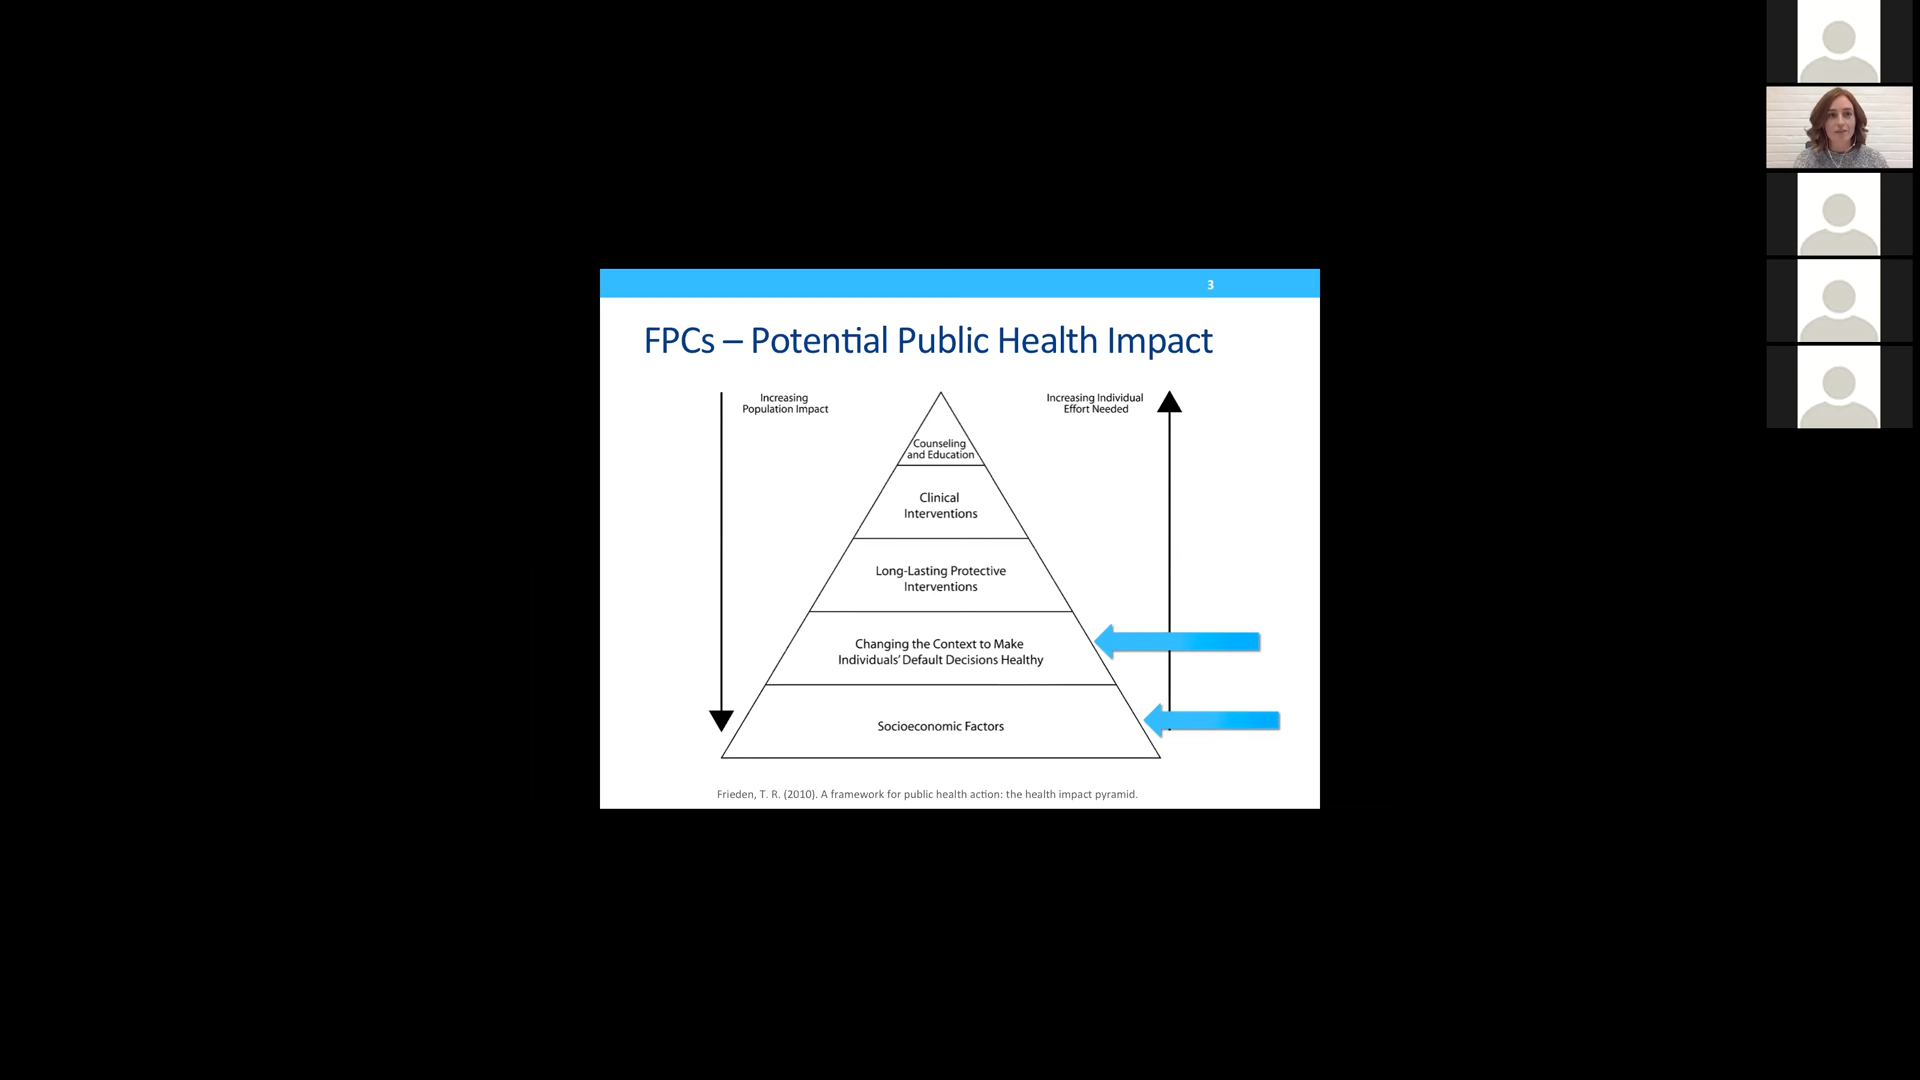 3
FPCs – Potential Public Health Impact
Increasing
Population Impact
Increasing Individual
Effort Needed
Counseling
and Education
Clinical
Interventions
Long-Lasting Protective
Interventions
Changing the Context to Make
Individuals’ Default Decisions Healthy
Socioeconomic Factors
Frieden, T. R. (2010). A framework for public health action: the health impact pyramid.